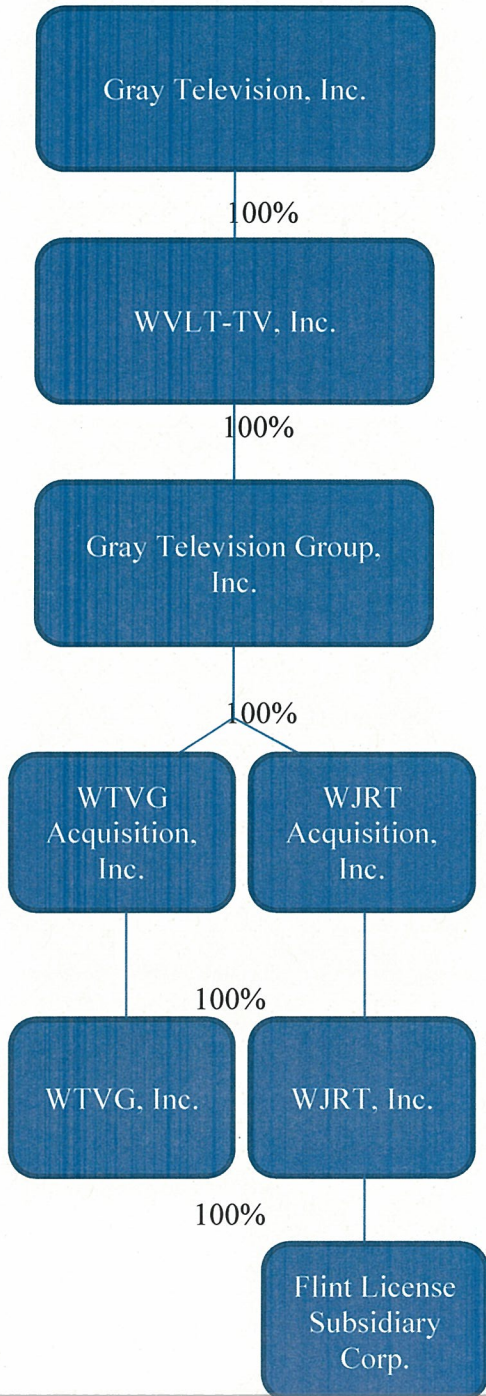 Gray Television, Inc.
100%
WVLT-TV, Inc.
100%
Gray Television Group,
Inc.
100%
WTVG
Acquisition,
Inc.
WJRT
Acquisition,
Inc.
100%
WTVG, Inc.
WJRT, Inc.
100%
Flint License
Subsidiary
Corp.